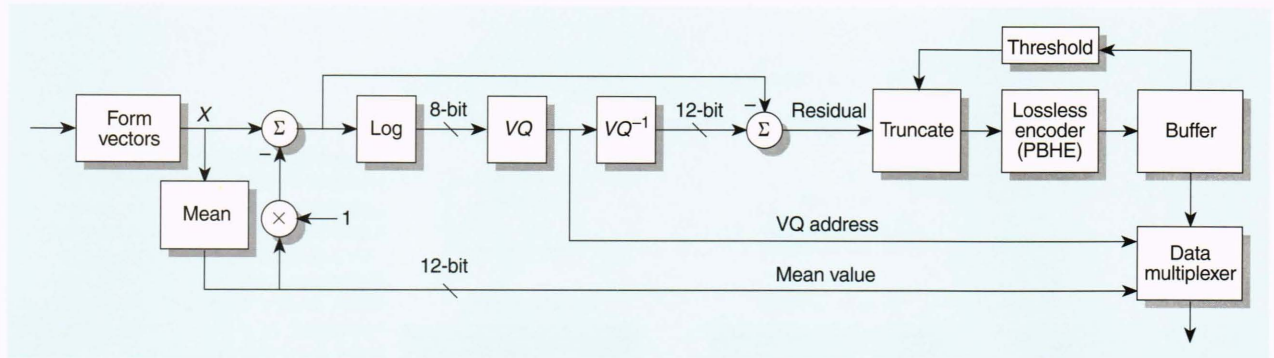 Threshold
Form
vectors
X
Σ
–
Log
8-bit
VQ
VQ⁻¹
12-bit
–
Σ
Residual
Truncate
Lossless
encoder
(PBHE)
Buffer
Mean
×
1
VQ address
12-bit
Mean value
Data
multiplexer